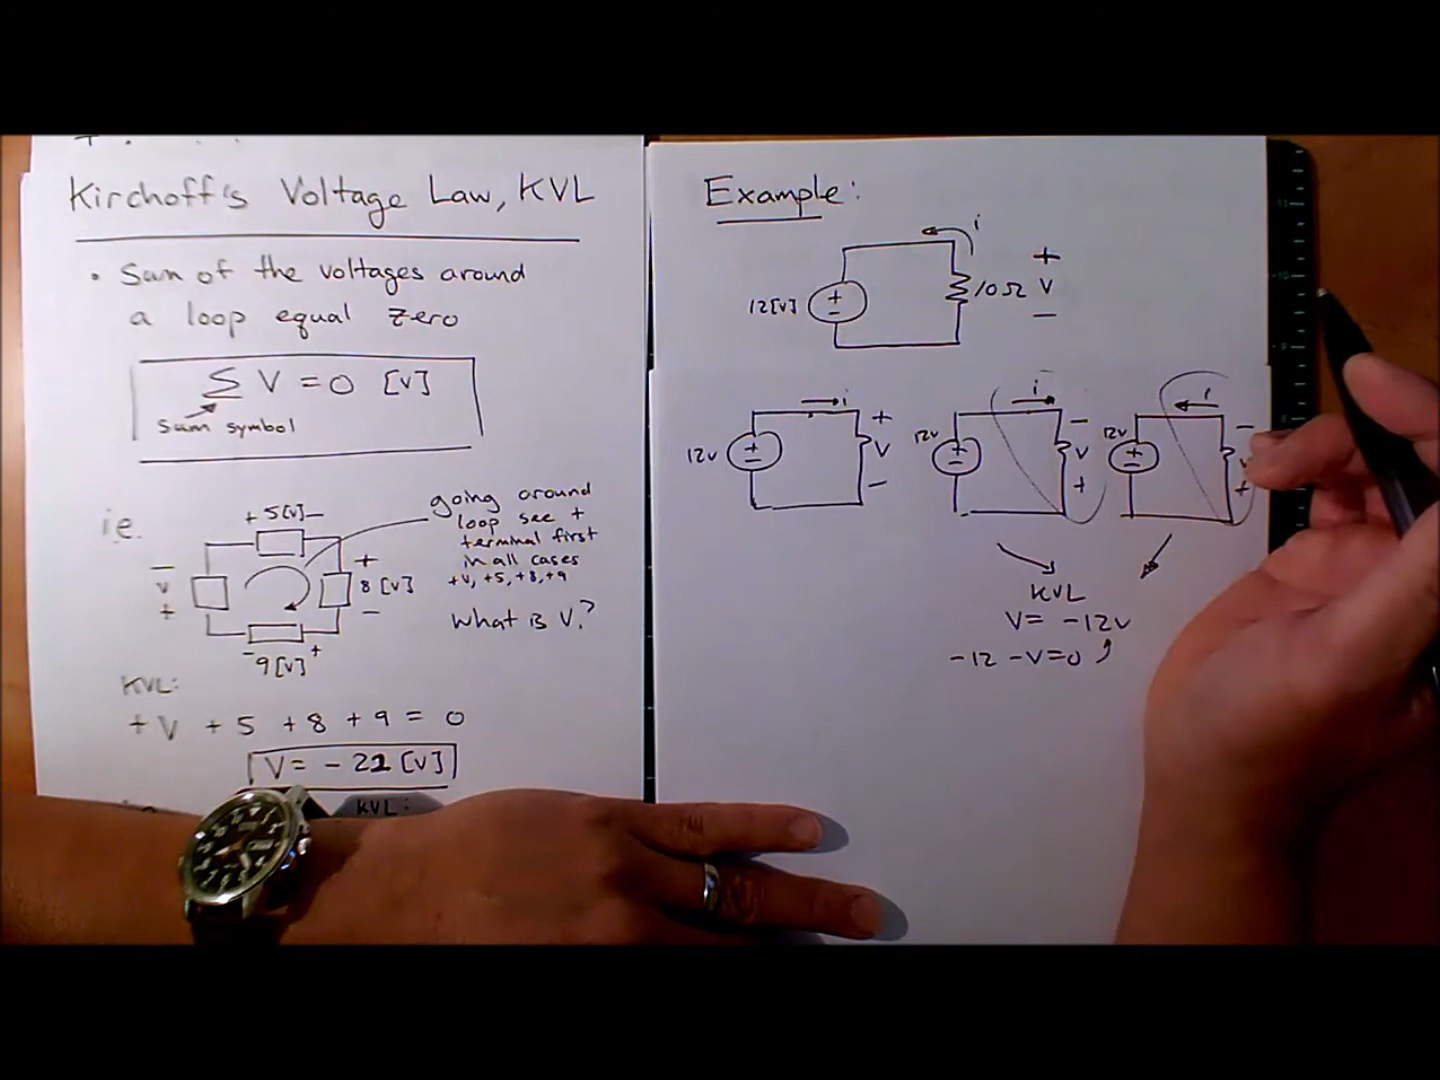 Kirchoff's Voltage Law, KVL
• Sum of the voltages around
a loop equal zero
Σ V = 0 [V]
sum symbol
i.e.
+ 5[V] −
−
V
+
+
8[V]
−
− 9[V] +
going around
loop see +
terminal first
in all cases
+V, +5, +8, +9
What is V?
KVL:
+V +5 +8 +9 = 0
V = -22 [V]
KVL:
Example:
i
12[V]
+
−
10Ω
+
V
−
12V
+
−
i
+
V
−
12V
+
−
i
−
V
+
12V
+
−
i
−
V
+
KVL
V = -12V
-12 -V=0